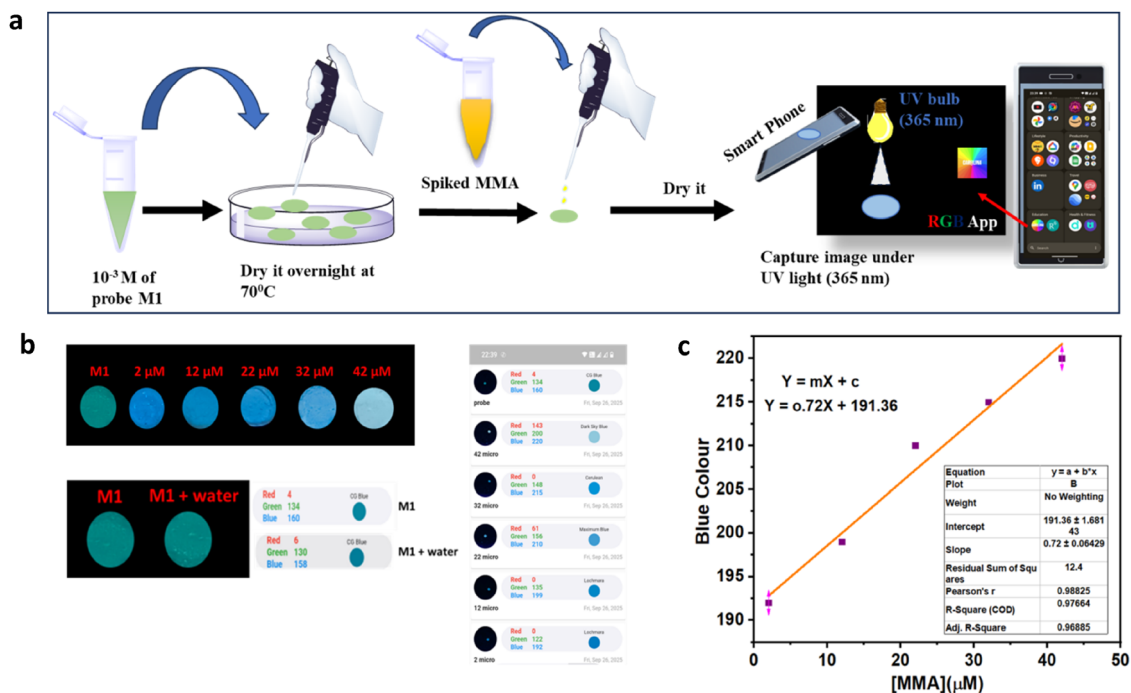 a
Spiked MMA
10-3 M of
probe M1
Dry it overnight at
70⁰C
Dry it
Smart Phone
UV bulb
(365 nm)
RGB App
Capture image under
UV light (365 nm)
b
M1 2 µM 12 µM 22 µM 32 µM 42 µM
M1 M1 + water
Red 4
Green 134
Blue 160
CG Blue
M1
Red 6
Green 130
Blue 158
CG Blue
M1 + water
22:39
Red 4
Green 134
Blue 160
CG Blue
probe
Fri, Sep 26, 2025
Red 143
Green 200
Blue 220
Dark Sky Blue
42 micro
Fri, Sep 26, 2025
Red 0
Green 148
Blue 215
Cerulean
32 micro
Fri, Sep 26, 2025
Red 61
Green 156
Blue 210
Maximum Blue
22 micro
Fri, Sep 26, 2025
Red 0
Green 135
Blue 199
Lochmara
12 micro
Fri, Sep 26, 2025
Red 0
Green 122
Blue 192
Lochmara
2 micro
Fri, Sep 26, 2025
c
Blue Colour
220
215
210
205
200
195
190
Y = mX + c
Y = o.72X + 191.36
Equation y = a + b*x
Plot B
Weight No Weighting
Intercept 191.36 ± 1.681
43
Slope 0.72 ± 0.06429
Residual Sum of Squ
ares 12.4
Pearson's r 0.98825
R-Square (COD) 0.97664
Adj. R-Square 0.96885
0 10 20 30 40 50
[MMA](µM)